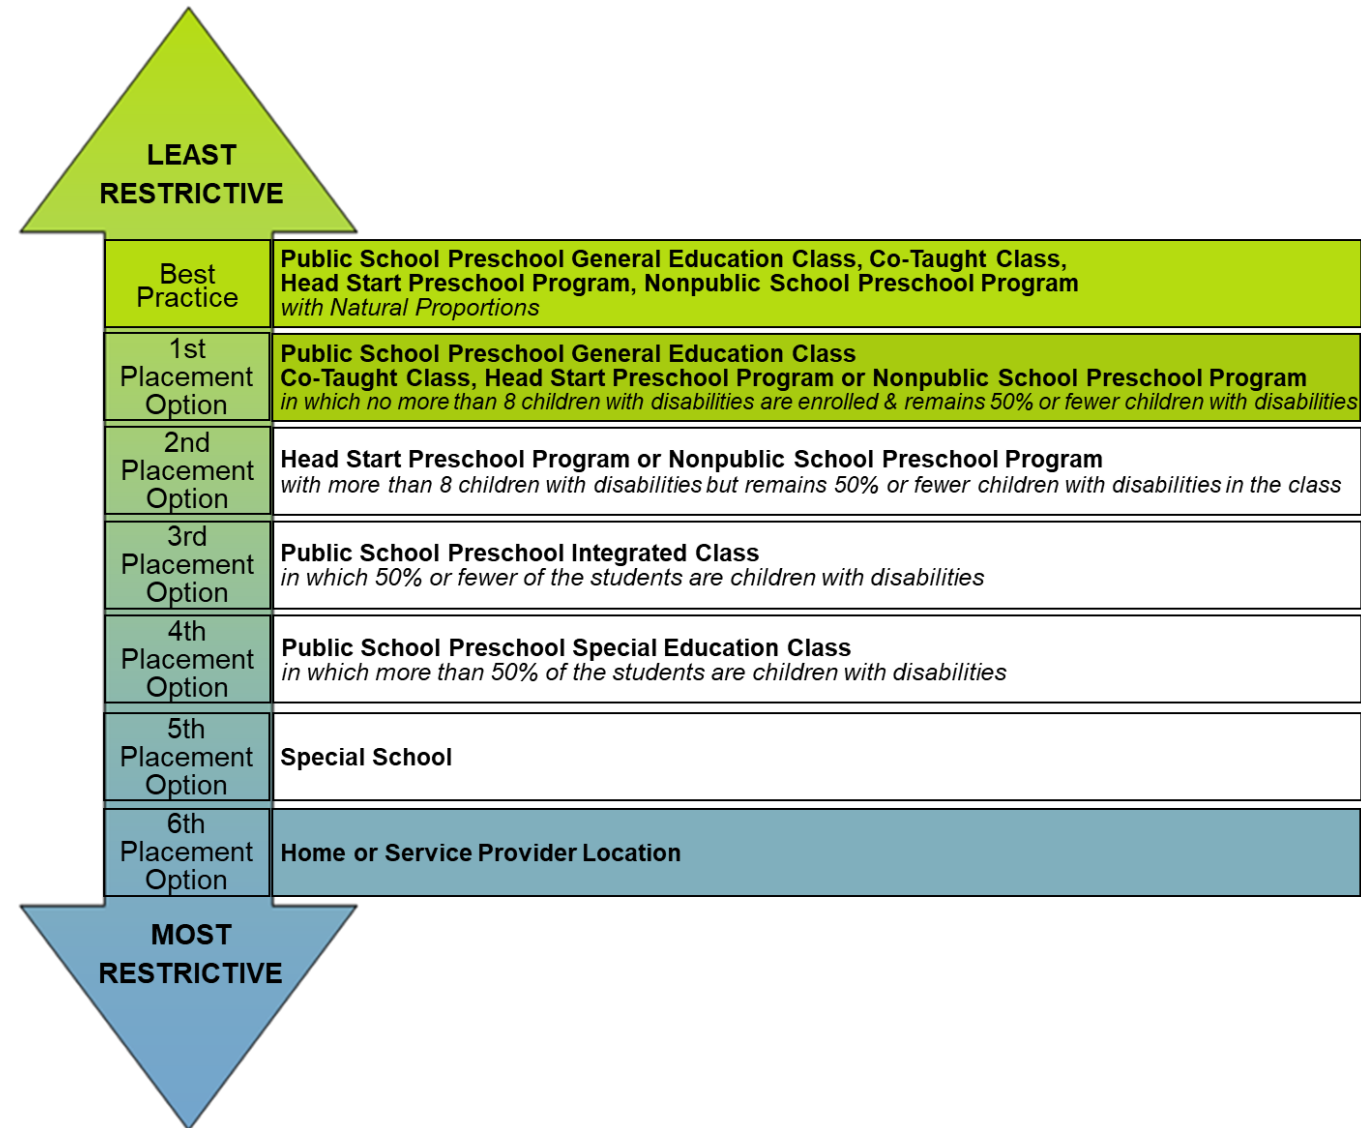 LEAST
RESTRICTIVE
Best
Practice
Public School Preschool General Education Class, Co-Taught Class,
Head Start Preschool Program, Nonpublic School Preschool Program
with Natural Proportions
1st
Placement
Option
Public School Preschool General Education Class
Co-Taught Class, Head Start Preschool Program or Nonpublic School Preschool Program
in which no more than 8 children with disabilities are enrolled & remains 50% or fewer children with disabilities
2nd
Placement
Option
Head Start Preschool Program or Nonpublic School Preschool Program
with more than 8 children with disabilities but remains 50% or fewer children with disabilities in the class
3rd
Placement
Option
Public School Preschool Integrated Class
in which 50% or fewer of the students are children with disabilities
4th
Placement
Option
Public School Preschool Special Education Class
in which more than 50% of the students are children with disabilities
5th
Placement
Option
Special School
6th
Placement
Option
Home or Service Provider Location
MOST
RESTRICTIVE